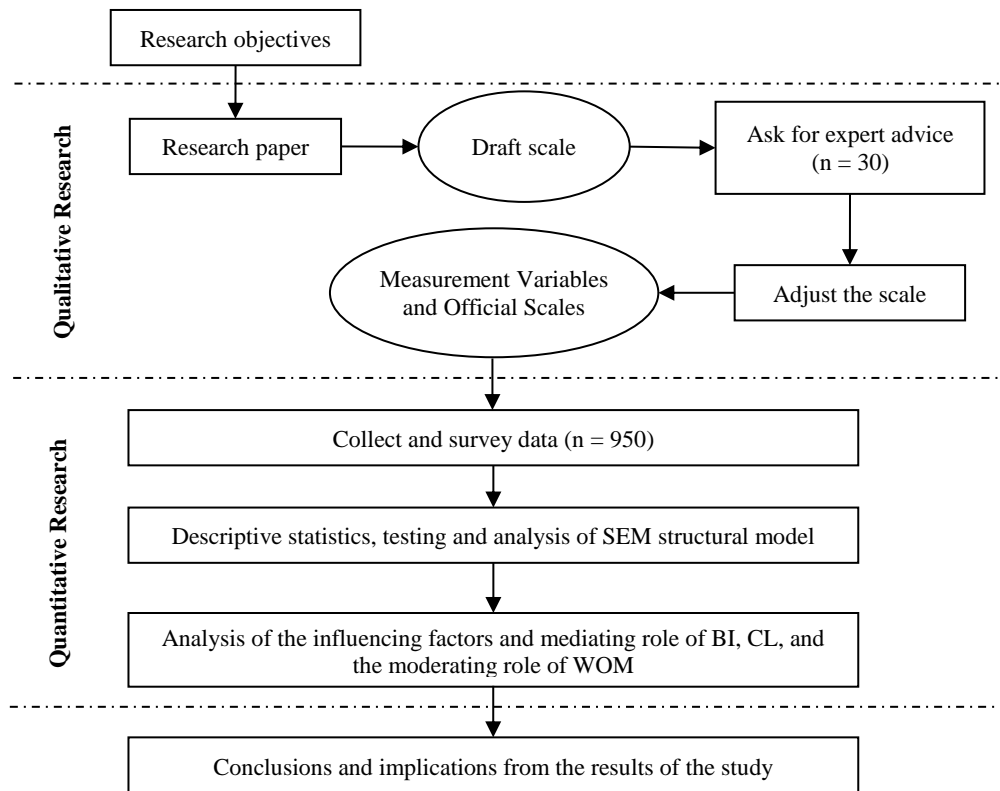 Research objectives
Qualitative Research
Research paper
Draft scale
Ask for expert advice
(n = 30)
Measurement Variables
and Official Scales
Adjust the scale
Quantitative Research
Collect and survey data (n = 950)
Descriptive statistics, testing and analysis of SEM structural model
Analysis of the influencing factors and mediating role of BI, CL, and
the moderating role of WOM
Conclusions and implications from the results of the study